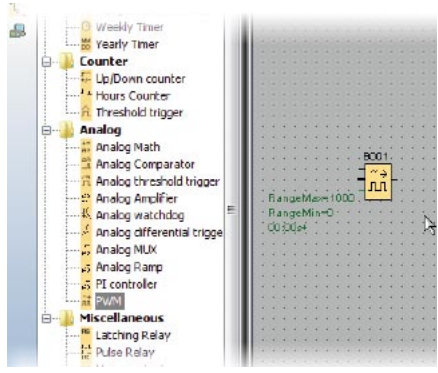 Weekly Timer
Yearly Timer
Counter
Up/Down counter
Hours Counter
Threshold trigger
Analog
Analog Math
Analog Comparator
Analog threshold trigger
Analog Amplifier
Analog watchdog
Analog differential trigge
Analog MUX
Analog Ramp
PI controller
PWM
Miscellaneous
Latching Relay
Pulse Relay
B001
RangeMax=1000
RangeMin=0
00:00s+